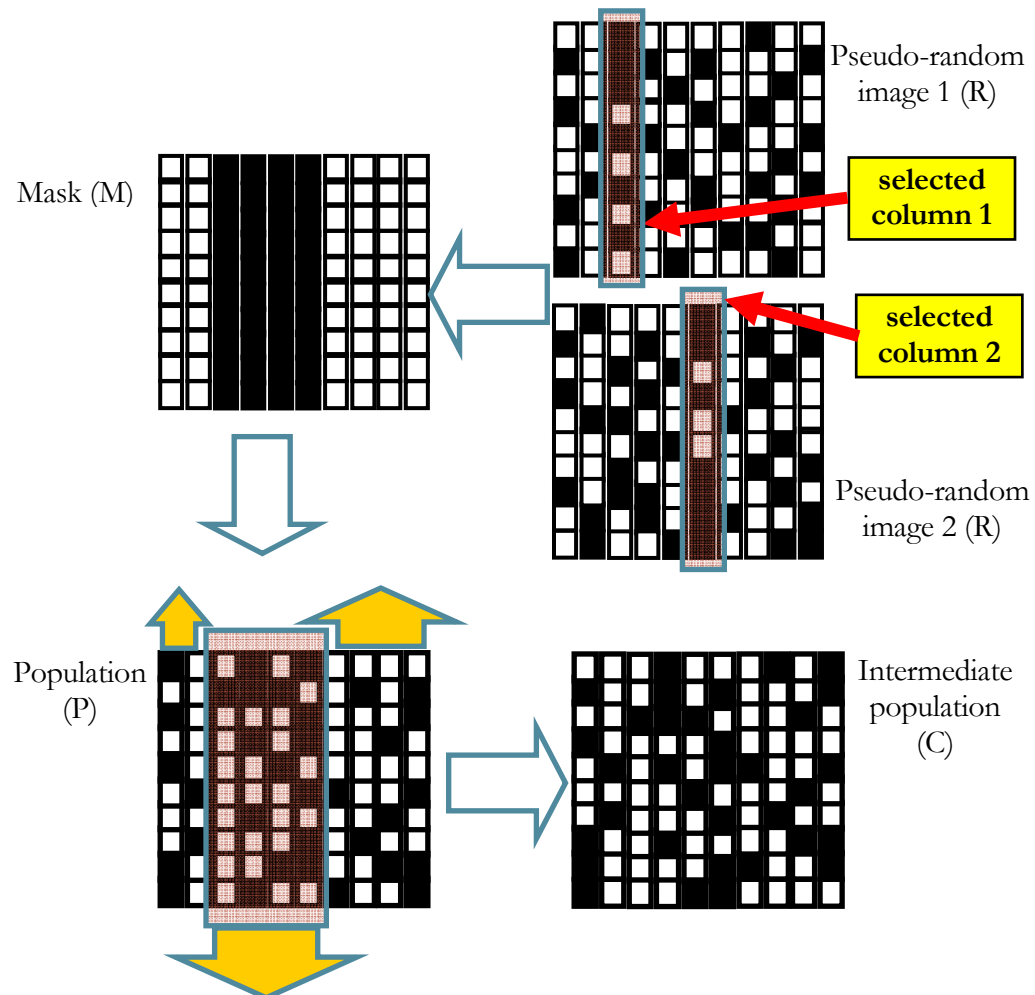 Pseudo-random
image 1 (R)
Mask (M)
selected
column 1
selected
column 2
Pseudo-random
image 2 (R)
Population
(P)
Intermediate
population
(C)